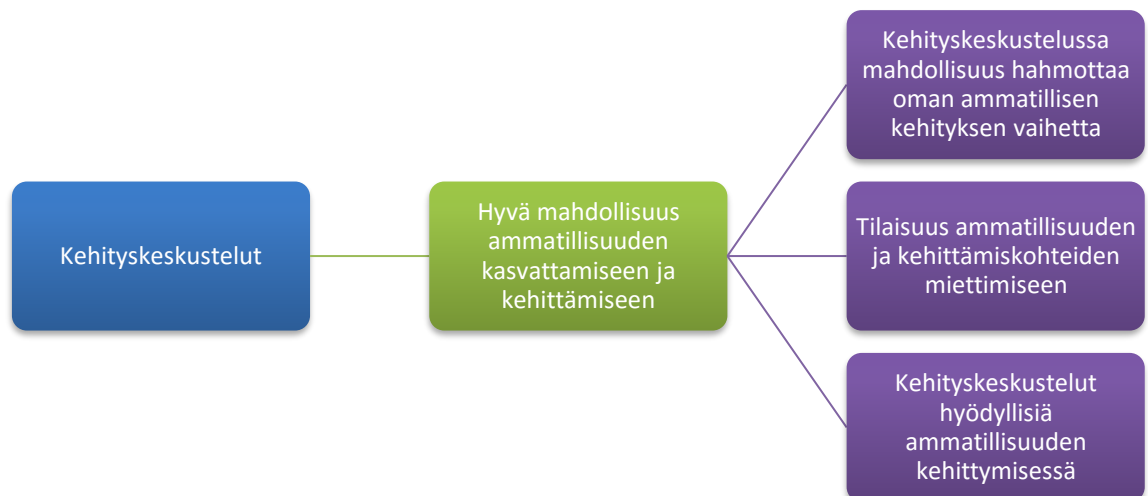 Kehityskeskustelut
Hyvä mahdollisuus
ammatillisuuden
kasvattamiseen ja
kehittämiseen
Kehityskeskustelussa
mahdollisuus hahmottaa
oman ammatillisen
kehityksen vaihetta
Tilaisuus ammatillisuuden
ja kehittämiskohteiden
miettimiseen
Kehityskeskustelut
hyödyllisiä
ammatillisuuden
kehittymisessä